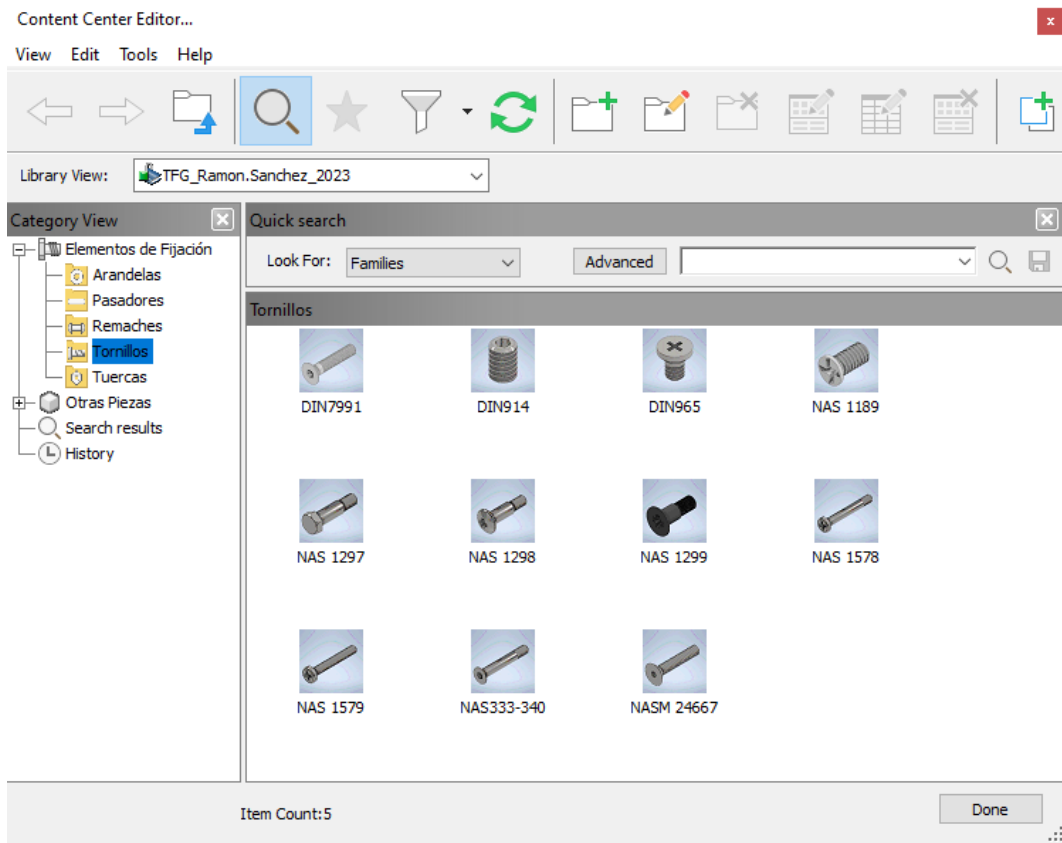 Content Center Editor...
View Edit Tools Help
Library View: TFG_Ramon.Sanchez_2023
Category View
Elementos de Fijación
Arandelas
Pasadores
Remaches
Tornillos
Tuercas
Otras Piezas
Search results
History
Quick search
Look For: Families Advanced
Tornillos
DIN7991 DIN914 DIN965 NAS 1189
NAS 1297 NAS 1298 NAS 1299 NAS 1578
NAS 1579 NAS333-340 NASM 24667
Item Count:5
Done